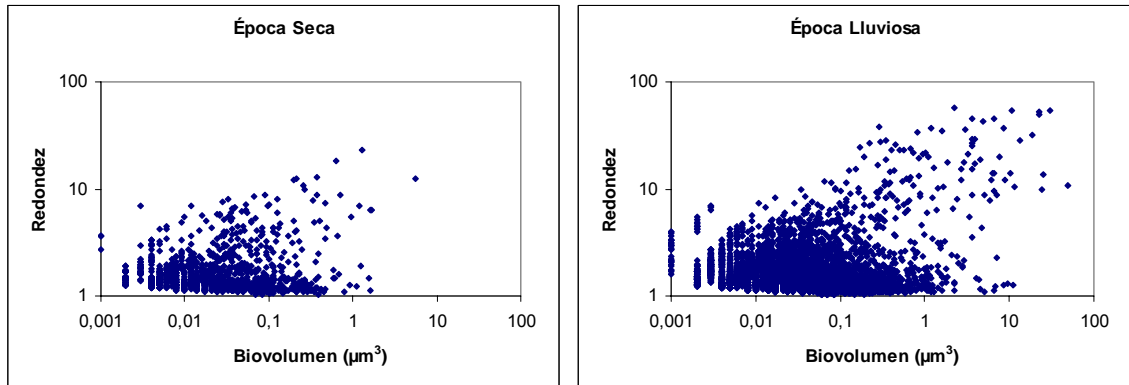 Época Seca
100
10
1
Redondez
0,001 0,01 0,1 1 10 100
Biovolumen (µm³)
Época Lluviosa
100
10
1
Redondez
0,001 0,01 0,1 1 10 100
Biovolumen (µm³)